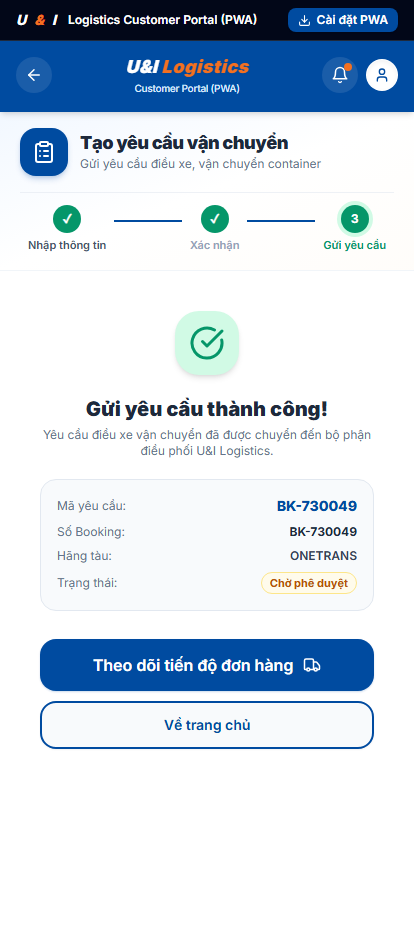 U & I Logistics Customer Portal (PWA) Cài đặt PWA
U&I Logistics
Customer Portal (PWA)
Tạo yêu cầu vận chuyển
Gửi yêu cầu điều xe, vận chuyển container
3
Nhập thông tin Xác nhận Gửi yêu cầu
Gửi yêu cầu thành công!
Yêu cầu điều xe vận chuyển đã được chuyển đến bộ phận
điều phối U&I Logistics.
Mã yêu cầu: BK-730049
Số Booking: BK-730049
Hãng tàu: ONETRANS
Trạng thái: Chờ phê duyệt
Theo dõi tiến độ đơn hàng
Về trang chủ